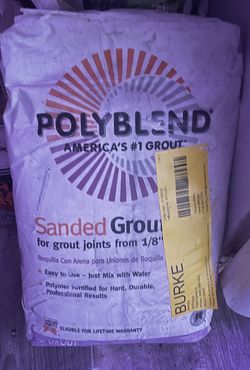 POLYBLEND
AMERICA'S #1 GROUT
Sanded Grout
for grout joints from 1/8"
Boquilla Con Arena para Uniones de Boquilla
• Easy to Use – Just Mix with Water
• Polymer Fortified for Hard, Durable,
Professional Results
ELIGIBLE FOR LIFETIME WARRANTY
BURKE